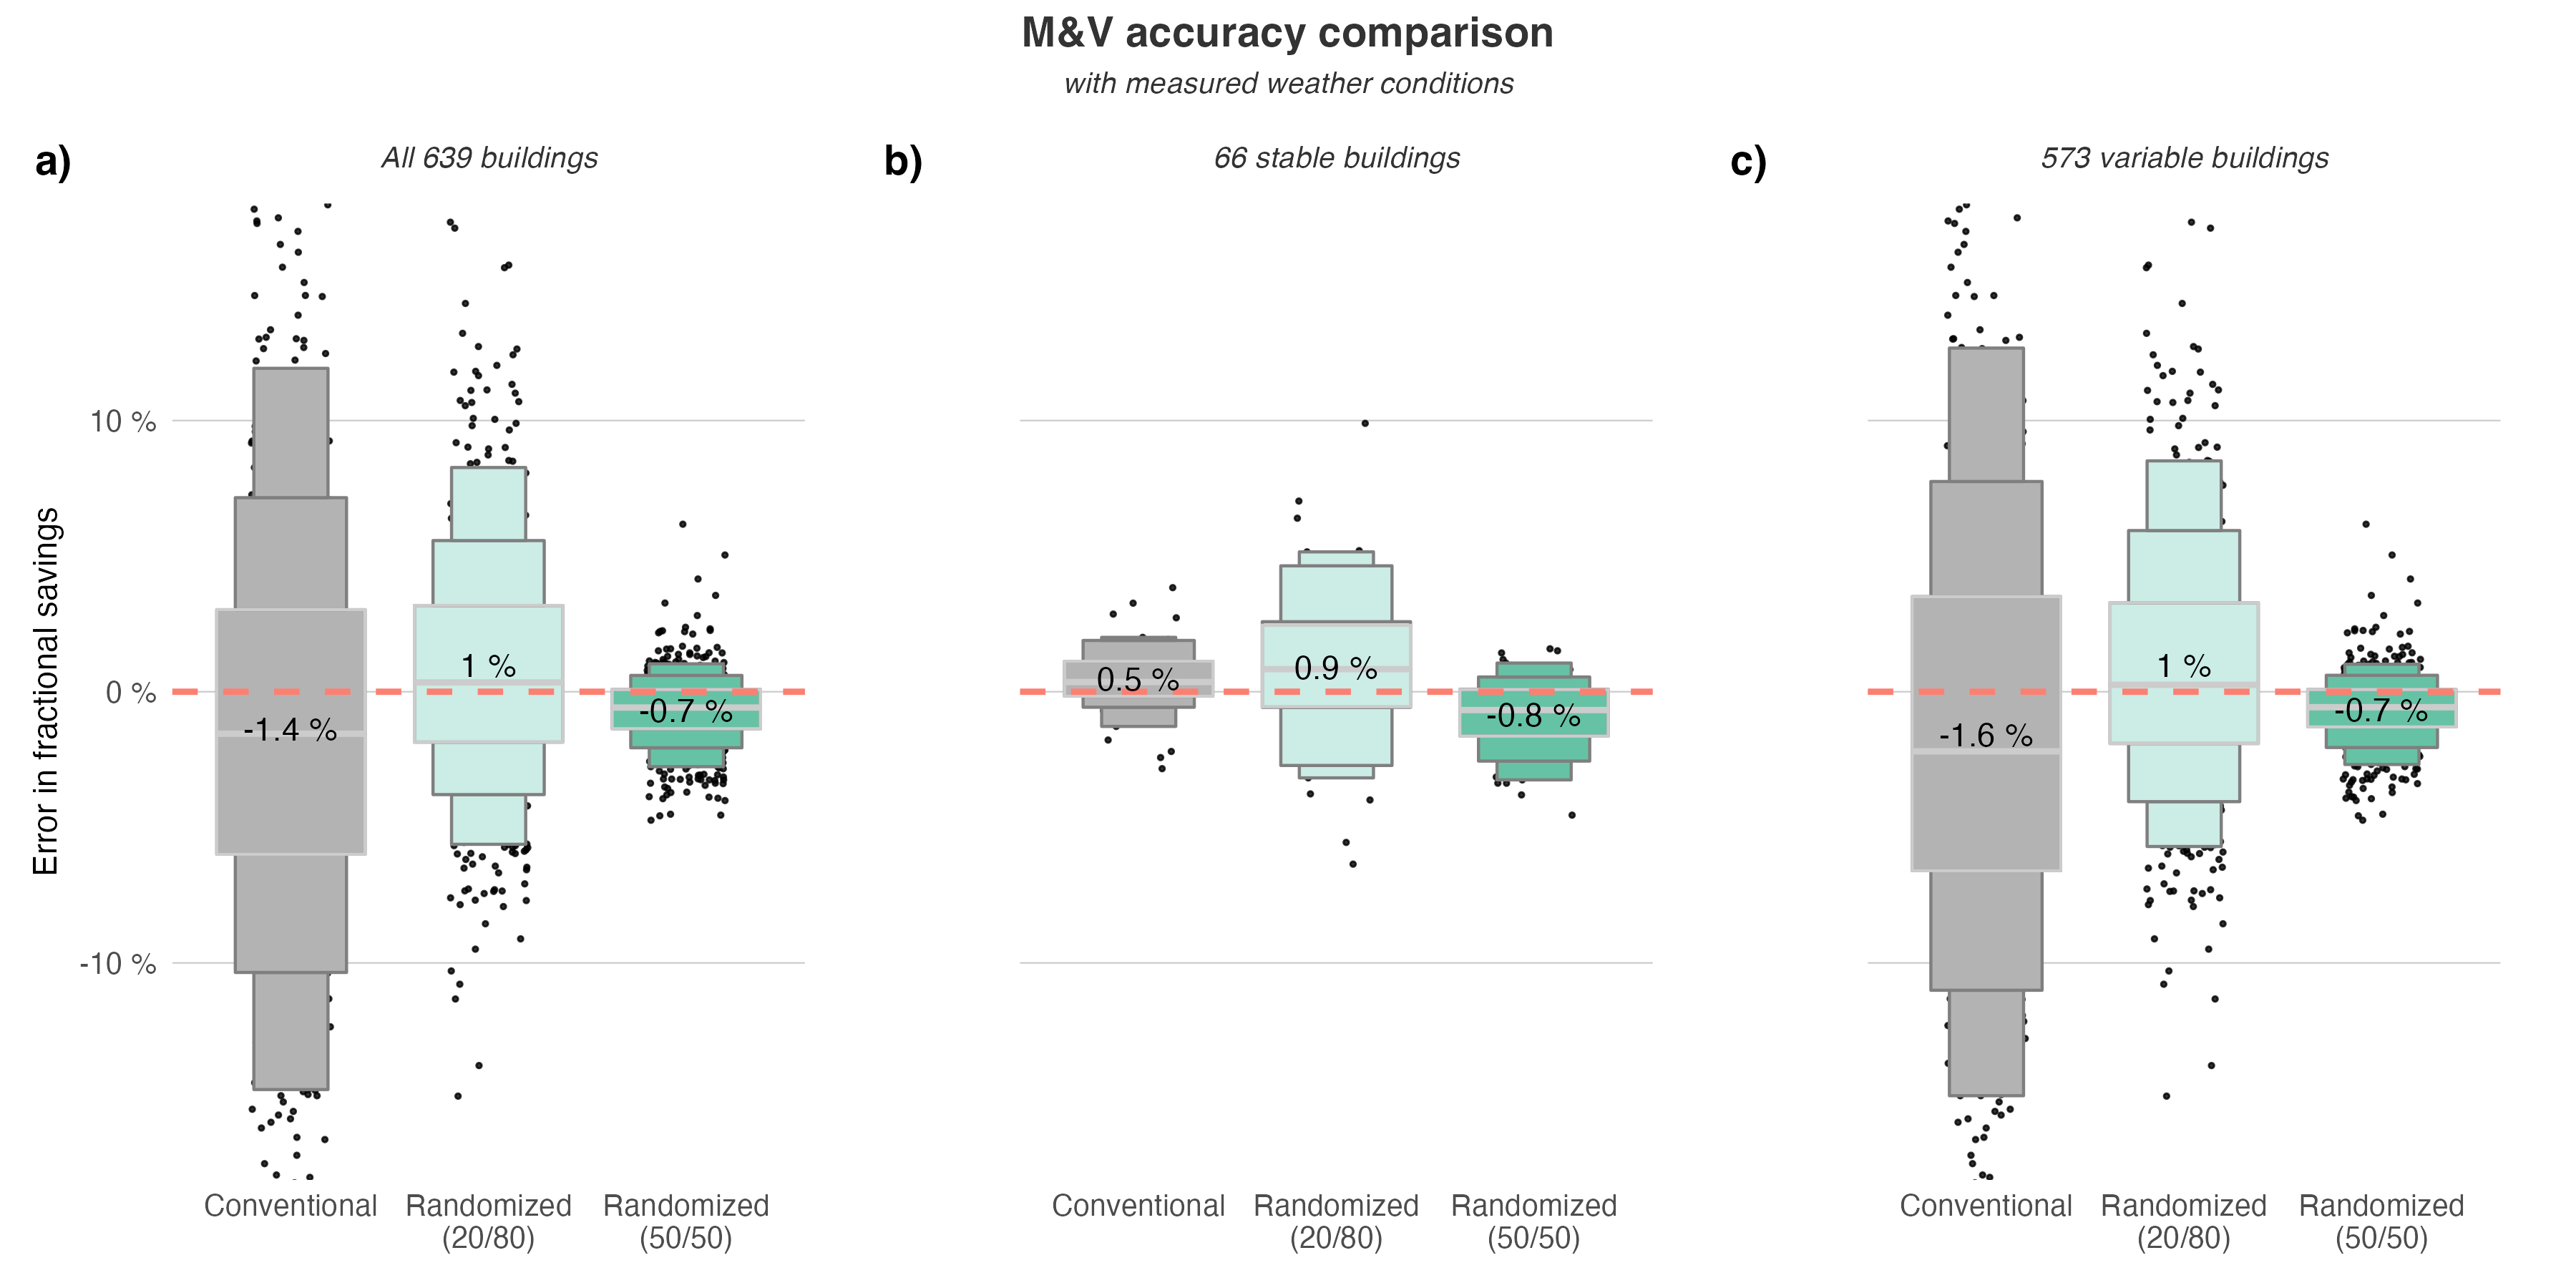 M&V accuracy comparison
with measured weather conditions
a)
All 639 buildings
b)
66 stable buildings
c)
573 variable buildings
Error in fractional savings
10 %
0 %
-10 %
-1.4 %
1 %
-0.7 %
0.5 %
0.9 %
-0.8 %
-1.6 %
1 %
-0.7 %
Conventional
Randomized
(20/80)
Randomized
(50/50)
Conventional
Randomized
(20/80)
Randomized
(50/50)
Conventional
Randomized
(20/80)
Randomized
(50/50)